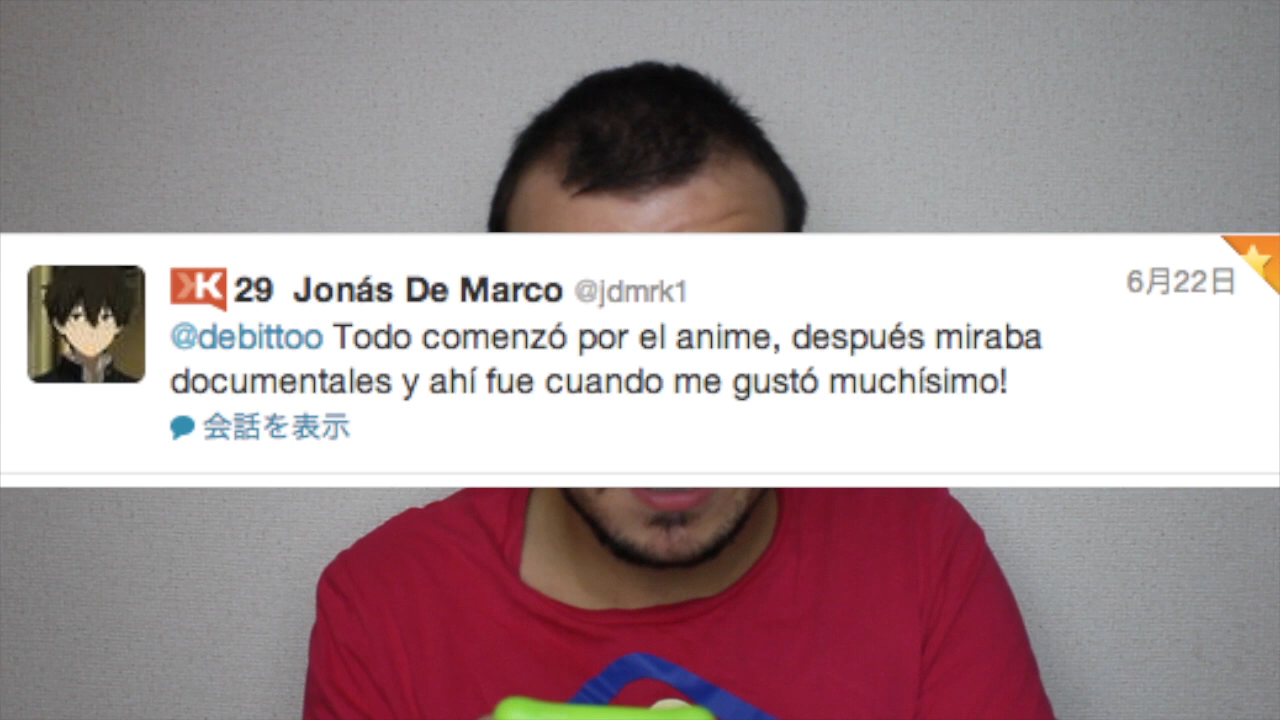 K 29 Jonás De Marco @jdmrk1 6月22日
@debittoo Todo comenzó por el anime, después miraba
documentales y ahí fue cuando me gustó muchísimo!
会話を表示